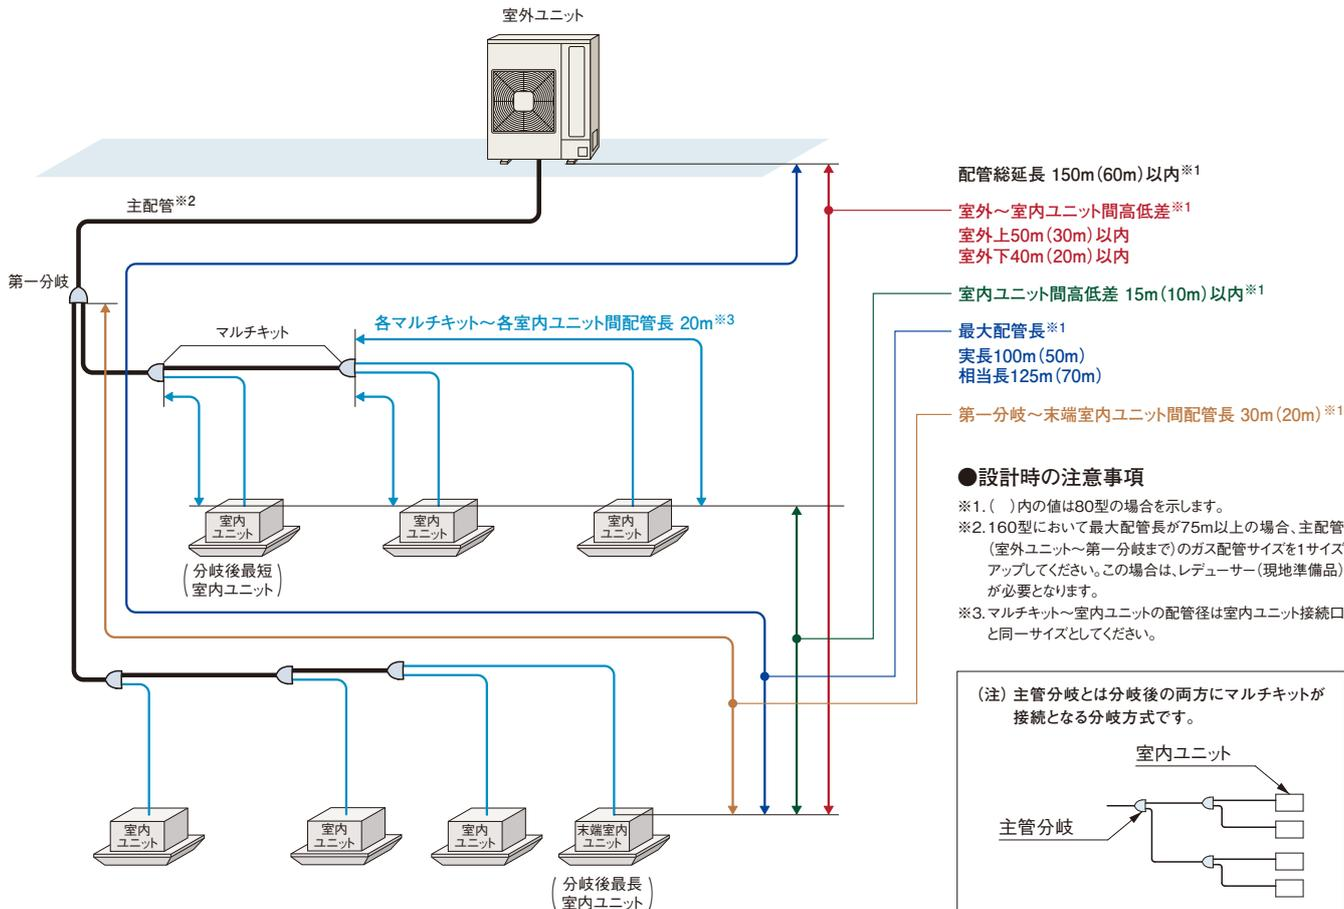 室外ユニット
主配管※2
第一分岐
マルチキット
各マルチキット～各室内ユニット間配管長 20m※3
室内
ユニット
室内
ユニット
室内
ユニット
(分岐後最短
室内ユニット)
室内
ユニット
室内
ユニット
室内
ユニット
末端室内
ユニット
(分岐後最長
室内ユニット)
配管総延長 150m(60m)以内※1
室外～室内ユニット間高低差※1
室外上50m(30m)以内
室外下40m(20m)以内
室内ユニット間高低差 15m(10m)以内※1
最大配管長※1
実長100m(50m)
相当長125m(70m)
第一分岐～末端室内ユニット間配管長 30m(20m)※1
●設計時の注意事項
※1.(　)内の値は80型の場合を示します。
※2.160型において最大配管長が75m以上の場合、主配管
(室外ユニット～第一分岐まで)のガス配管サイズを1サイズ
アップしてください。この場合は、レデューサー(現地準備品)
が必要となります。
※3.マルチキット～室内ユニットの配管径は室内ユニット接続口
と同一サイズとしてください。
(注) 主管分岐とは分岐後の両方にマルチキットが
接続となる分岐方式です。
室内ユニット
主管分岐